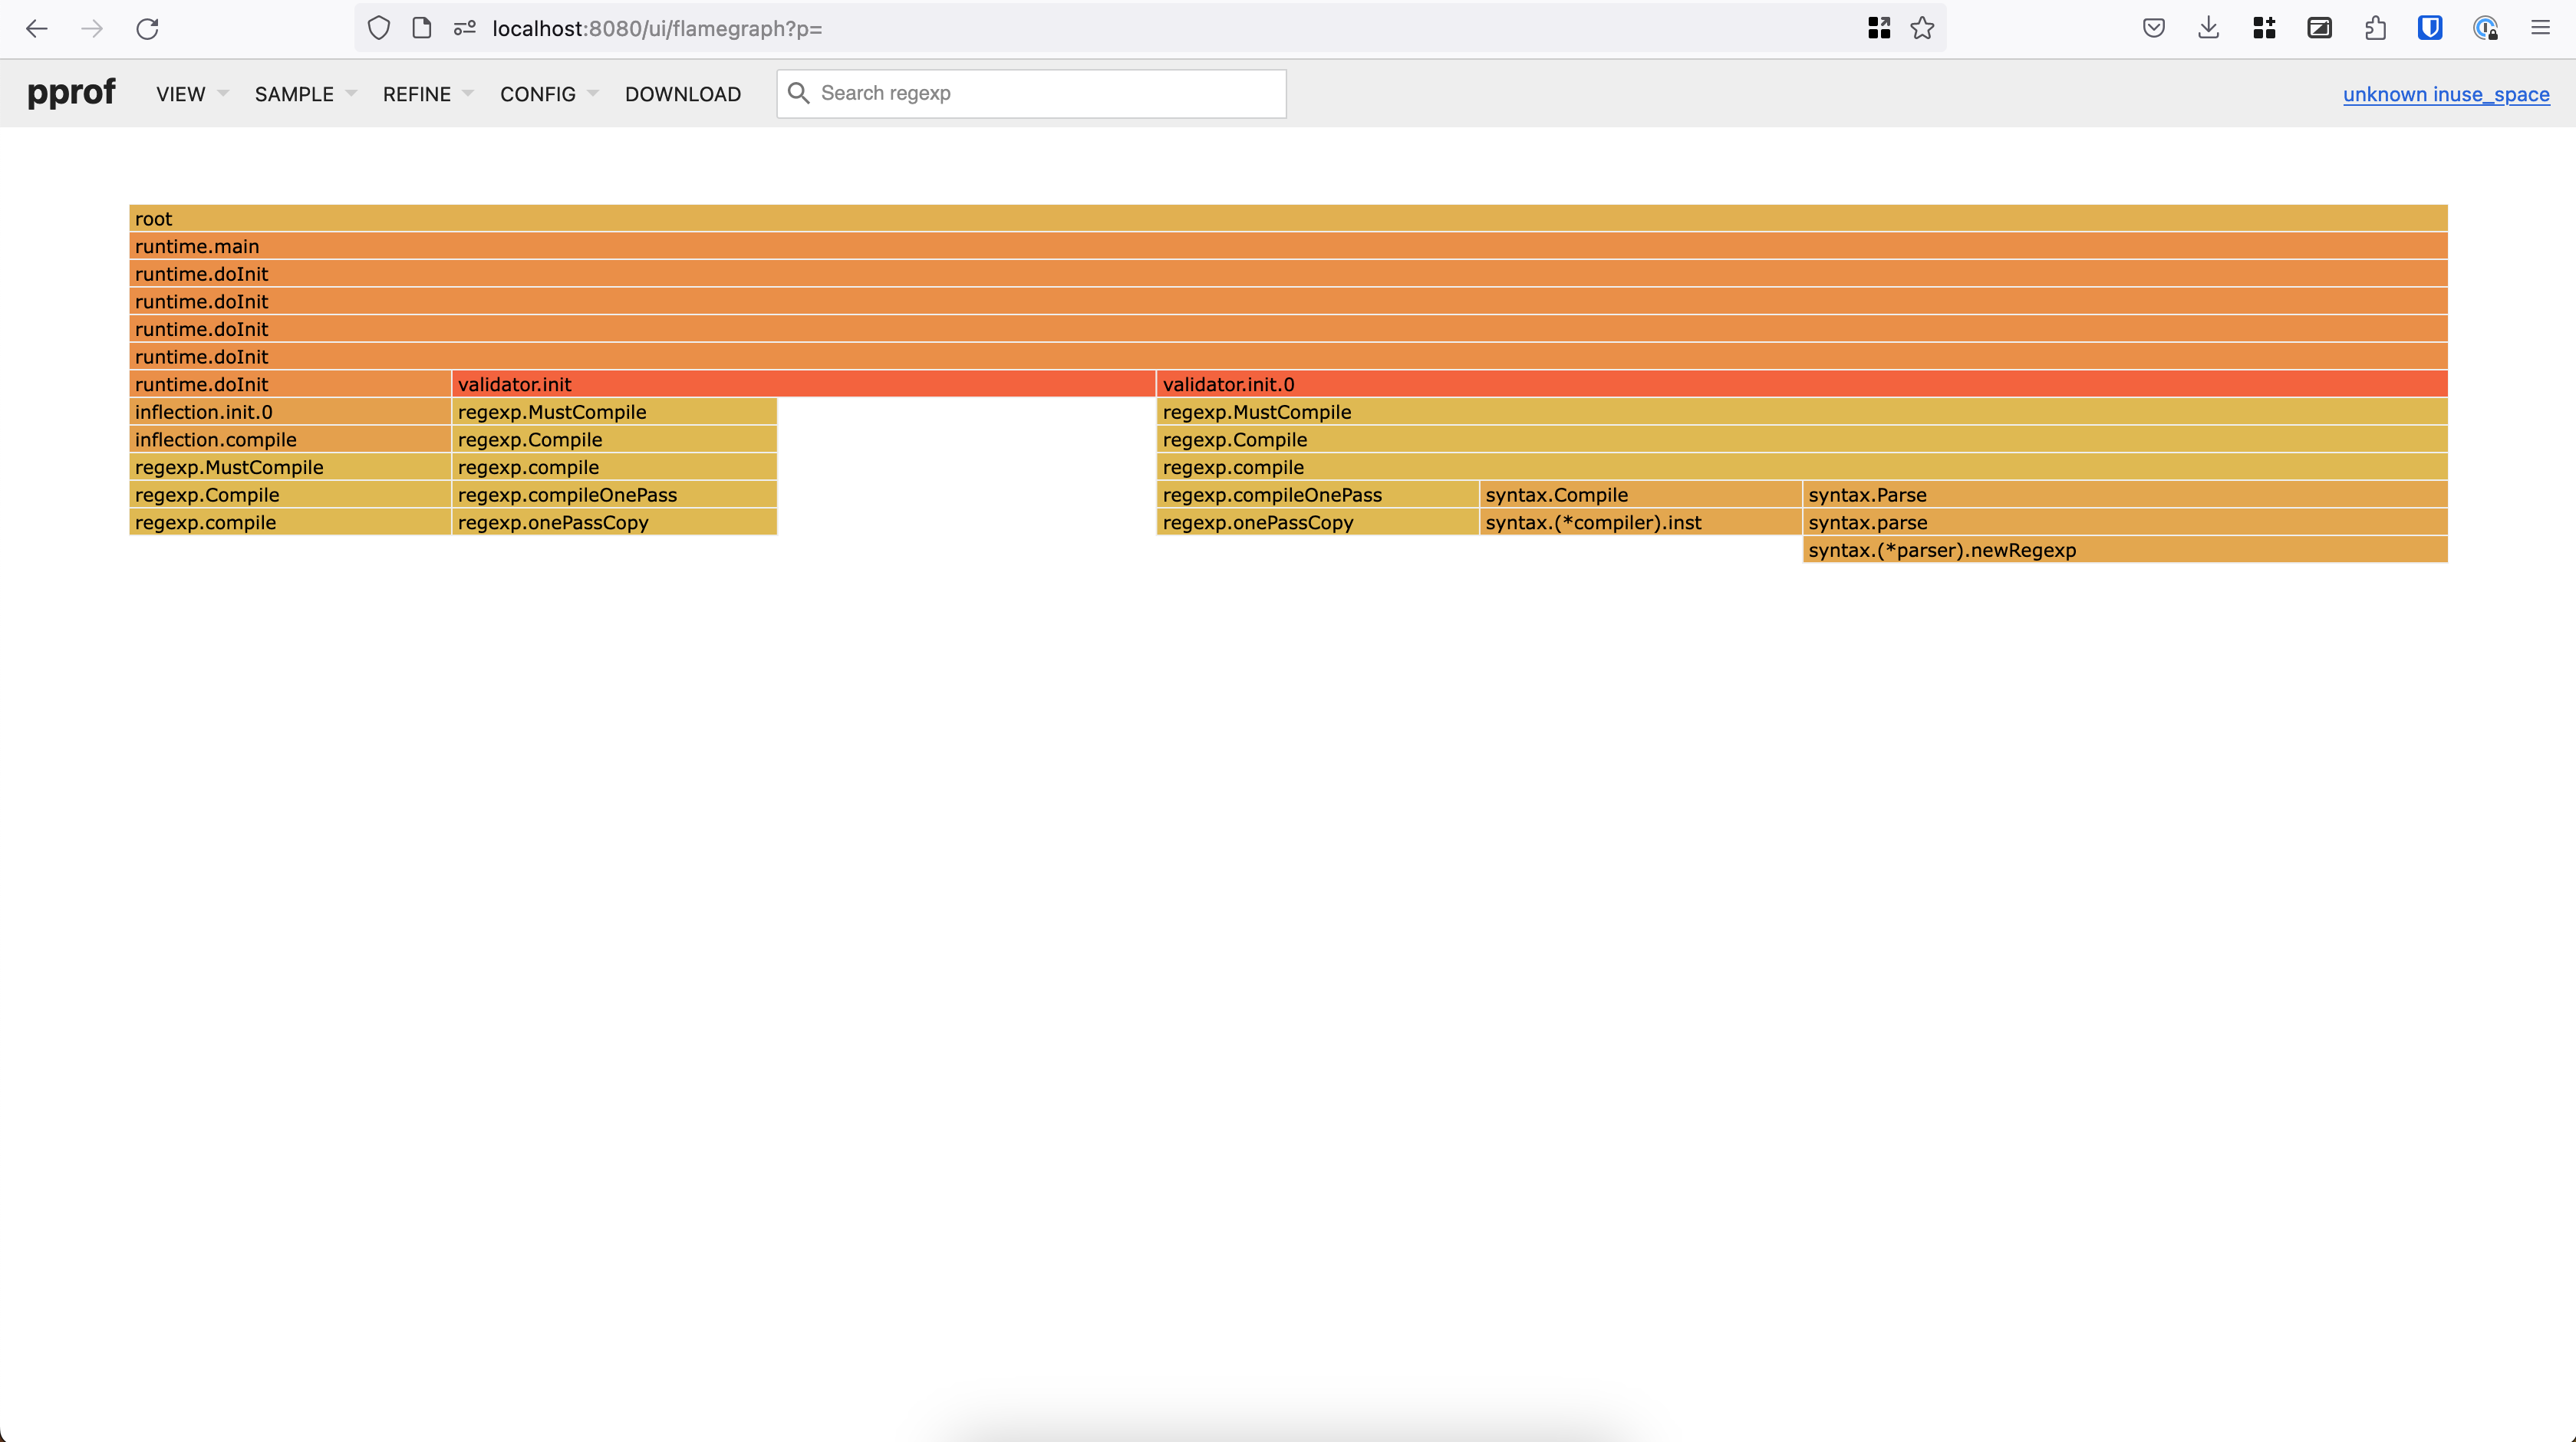 localhost:8080/ui/flamegraph?p=
pprof VIEW SAMPLE REFINE CONFIG DOWNLOAD Search regexp unknown inuse_space
root
runtime.main
runtime.doInit
runtime.doInit
runtime.doInit
runtime.doInit
runtime.doInit validator.init validator.init.0
inflection.init.0 regexp.MustCompile regexp.MustCompile
inflection.compile regexp.Compile regexp.Compile
regexp.MustCompile regexp.compile regexp.compile
regexp.Compile regexp.compileOnePass regexp.compileOnePass syntax.Compile syntax.Parse
regexp.compile regexp.onePassCopy regexp.onePassCopy syntax.(*compiler).inst syntax.parse
syntax.(*parser).newRegexp